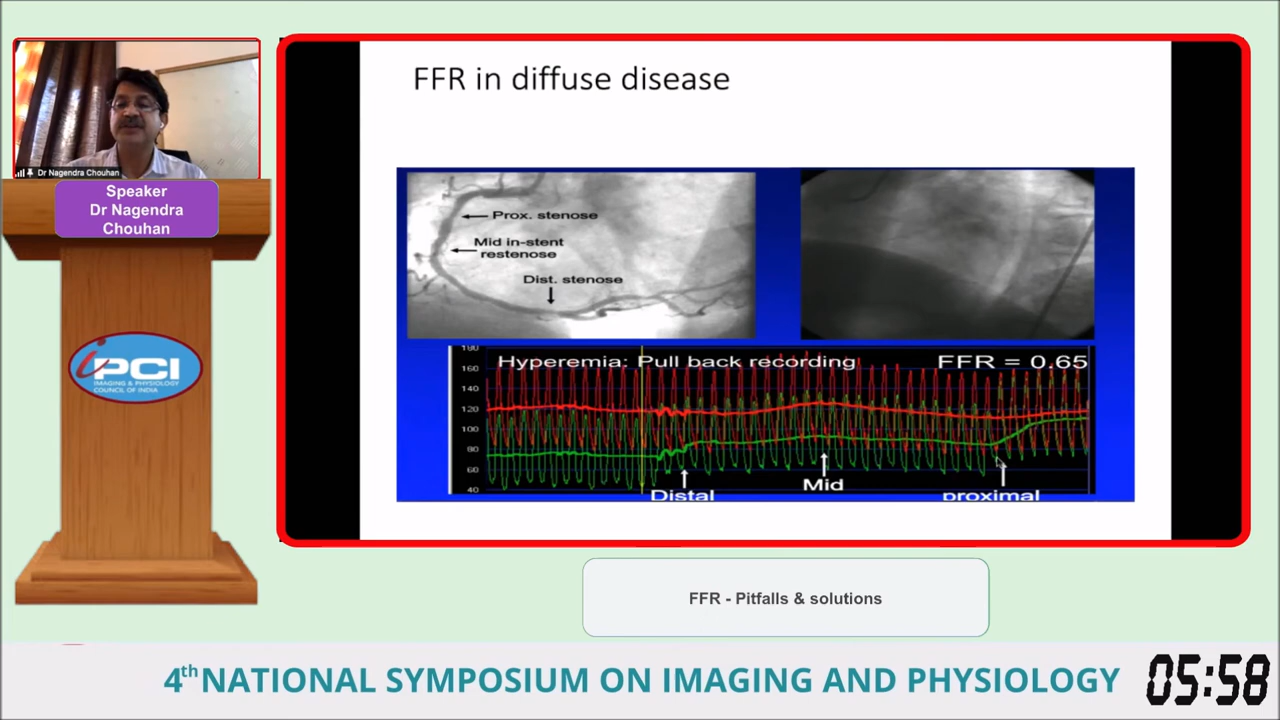 Dr Nagendra Chouhan
Speaker
Dr Nagendra
Chouhan
iPCI
IMAGING & PHYSIOLOGY
COUNCIL OF INDIA
FFR in diffuse disease
Prox. stenose
Mid in-stent
restenose
Dist. stenose
Hyperemia: Pull back recording
FFR = 0.65
180
160
140
120
100
80
60
40
Distal
Mid
proximal
FFR - Pitfalls & solutions
4th NATIONAL SYMPOSIUM ON IMAGING AND PHYSIOLOGY
05:58